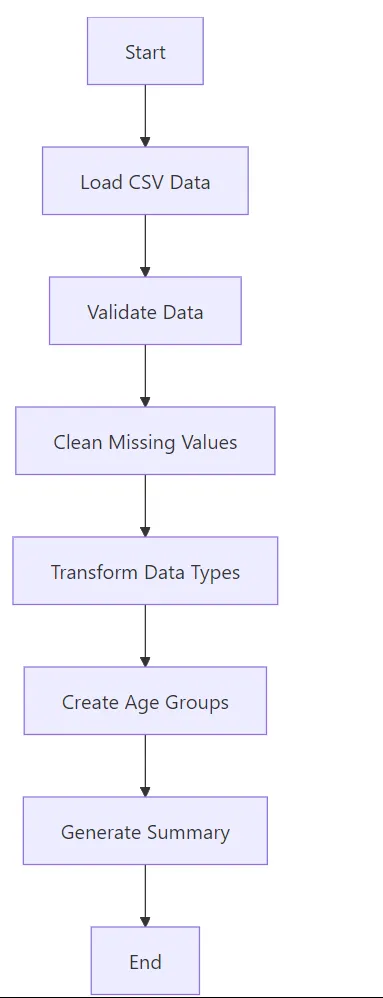 Start
Load CSV Data
Validate Data
Clean Missing Values
Transform Data Types
Create Age Groups
Generate Summary
End